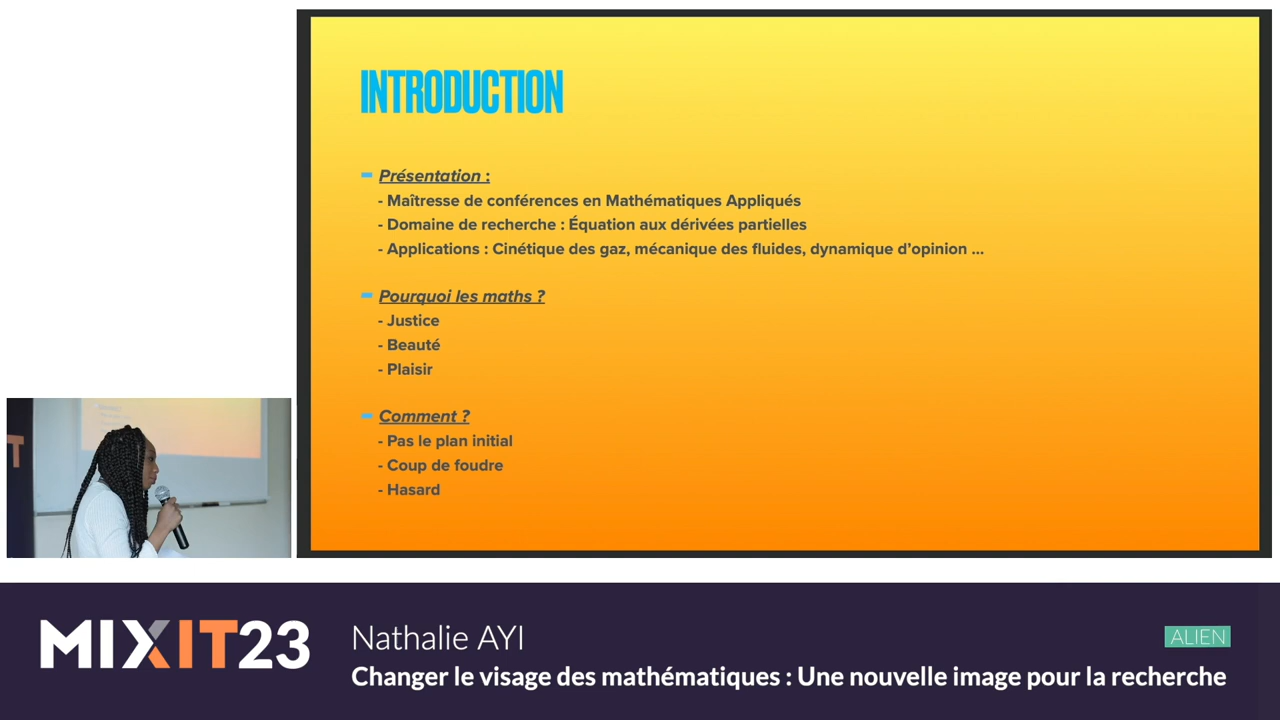 INTRODUCTION
Présentation :
- Maîtresse de conférences en Mathématiques Appliqués
- Domaine de recherche : Équation aux dérivées partielles
- Applications : Cinétique des gaz, mécanique des fluides, dynamique d'opinion ...
Pourquoi les maths ?
- Justice
- Beauté
- Plaisir
Comment ?
- Pas le plan initial
- Coup de foudre
- Hasard
T
MIXIT23
Nathalie AYI
ALIEN
Changer le visage des mathématiques : Une nouvelle image pour la recherche